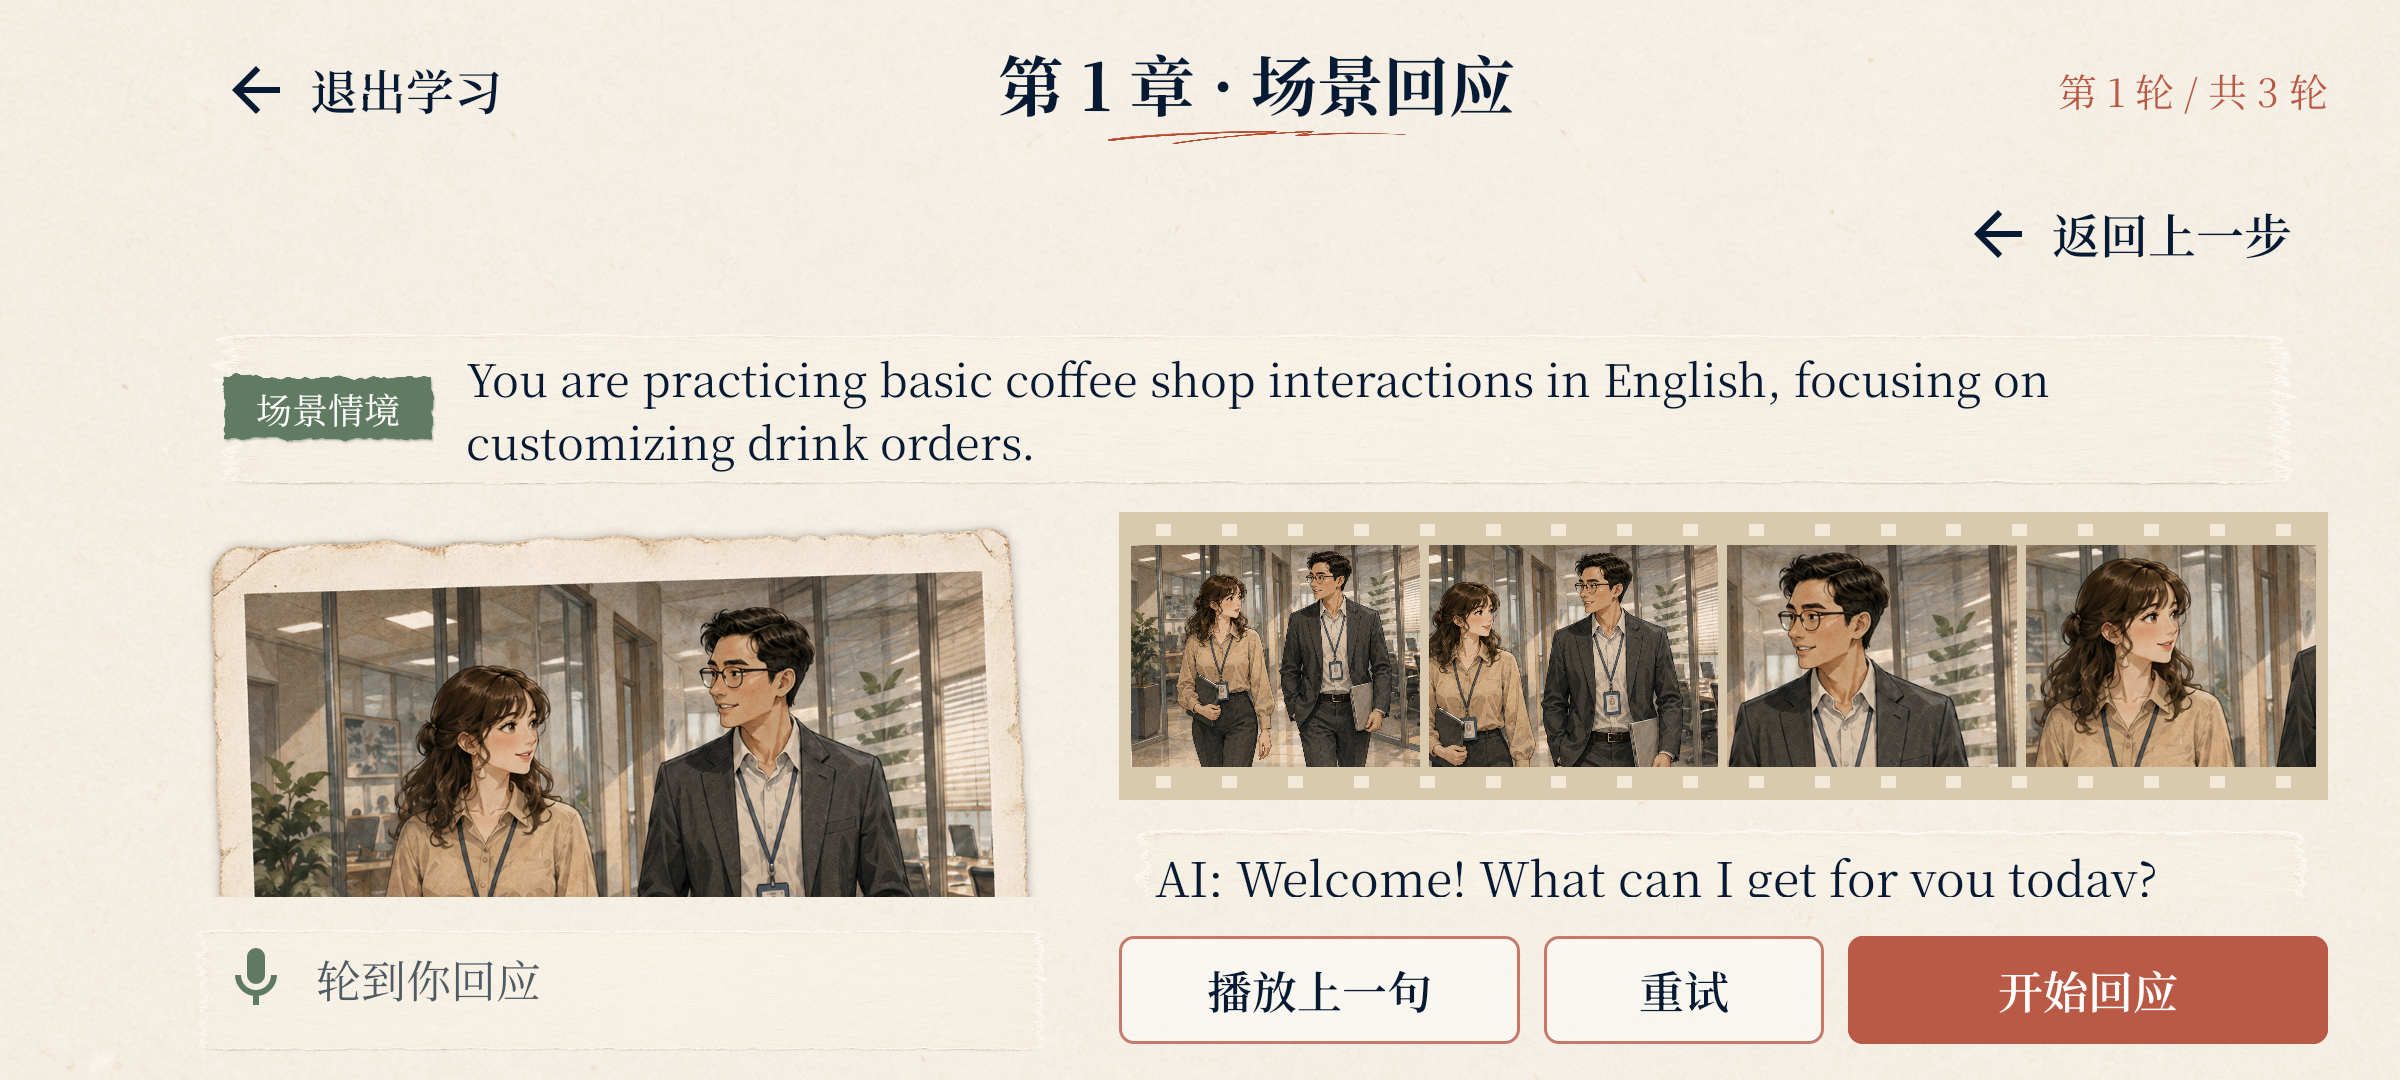 退出学习
第 1 章 · 场景回应
第 1 轮 / 共 3 轮
返回上一步
场景情境
You are practicing basic coffee shop interactions in English, focusing on
customizing drink orders.
AI: Welcome! What can I get for you today?
轮到你回应
播放上一句
重试
开始回应